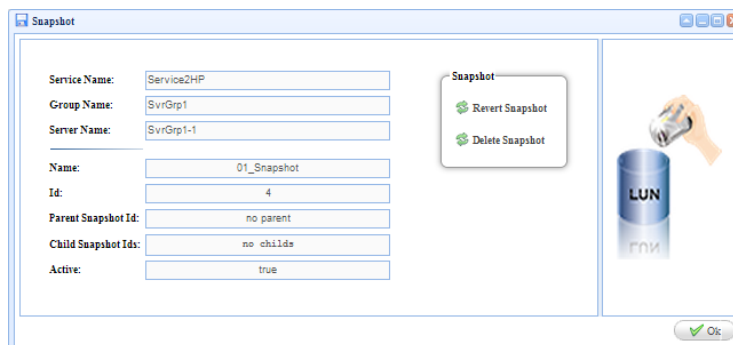 Snapshot
Service Name: Service2HP
Group Name: SvrGrp1
Server Name: SvrGrp1-1
Name: 01_Snapshot
Id: 4
Parent Snapshot Id: no parent
Child Snapshot Ids: no childs
Active: true
Snapshot
Revert Snapshot
Delete Snapshot
LUN
Ok